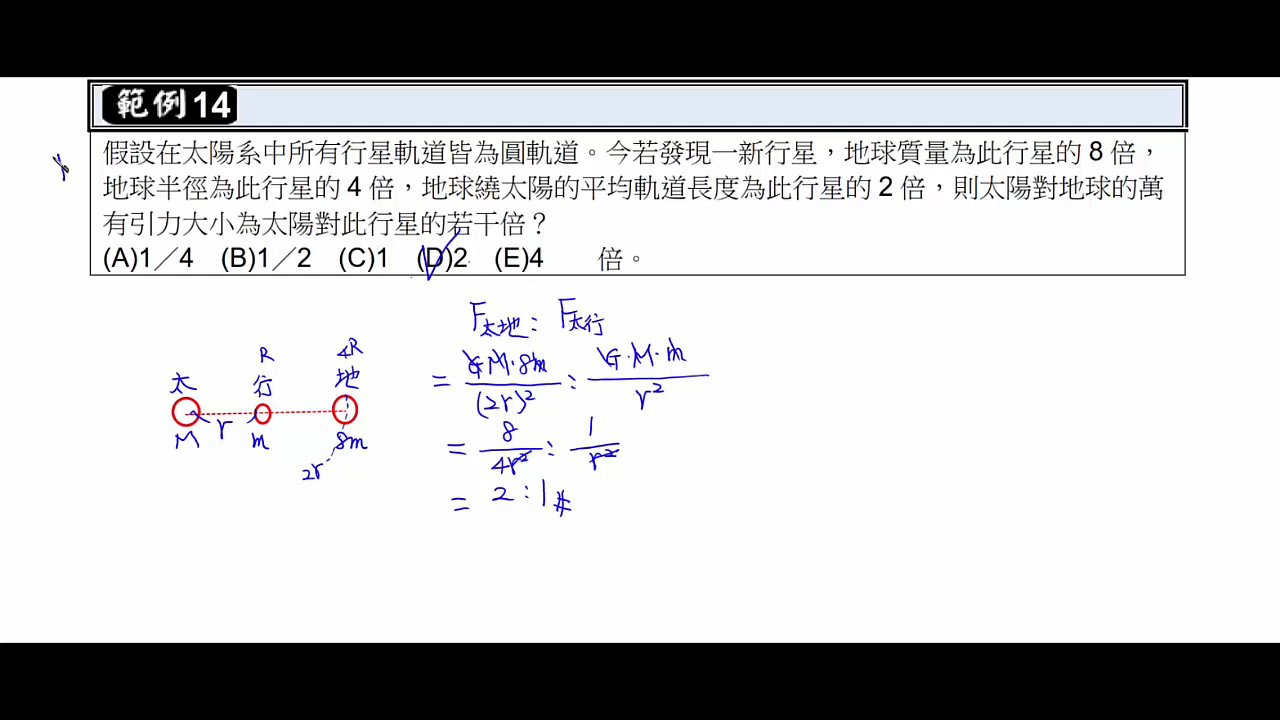 範例14
假設在太陽系中所有行星軌道皆為圓軌道。今若發現一新行星，地球質量為此行星的 8 倍，
地球半徑為此行星的 4 倍，地球繞太陽的平均軌道長度為此行星的 2 倍，則太陽對地球的萬
有引力大小為太陽對此行星的若干倍？
(A)1／4 (B)1／2 (C)1 (D)2 (E)4 倍。
F太地 : F太行
= G·M·8m/(2r)² : G·M·m/r²
= 8/4r² : 1/r²
= 2 : 1 #
R 4R
太 行 地
r
M m 8m
2r